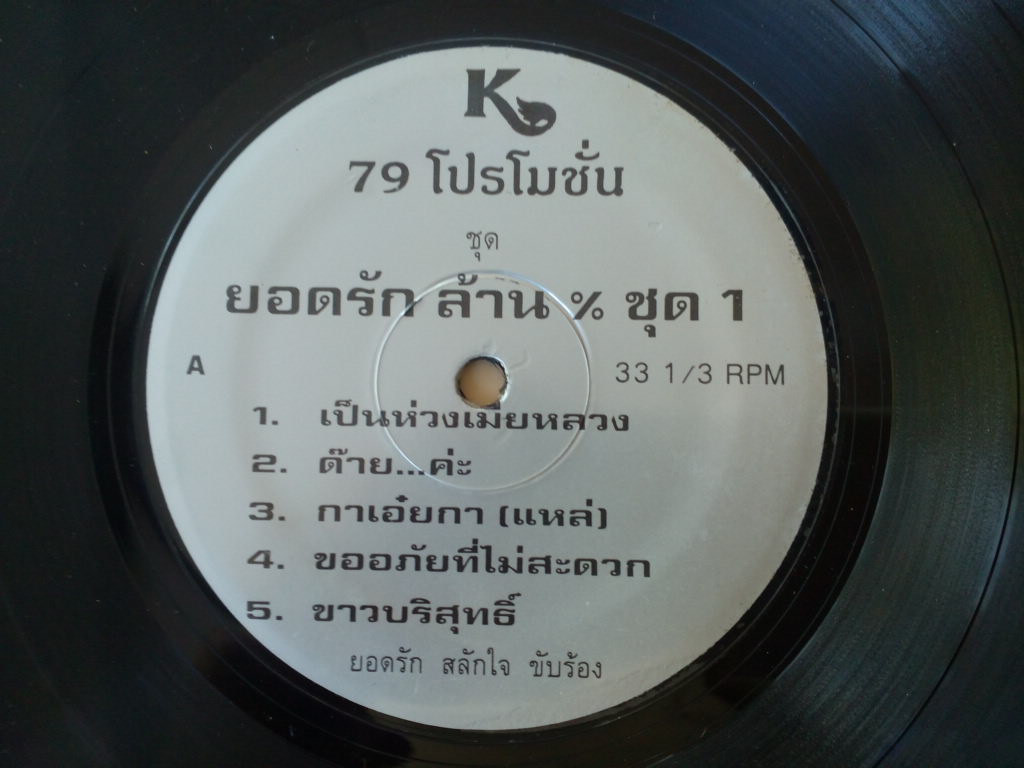 K
79 โปรโมชั่น
ชุด
ยอดรัก ล้าน % ชุด 1
A
33 1/3 RPM
1. เป็นห่วงเมียหลวง
2. ด๊าย...ค่ะ
3. กาเอ๋ยกา (แหล่)
4. ขออภัยที่ไม่สะดวก
5. ขาวบริสุทธิ์
ยอดรัก สลักใจ ขับร้อง